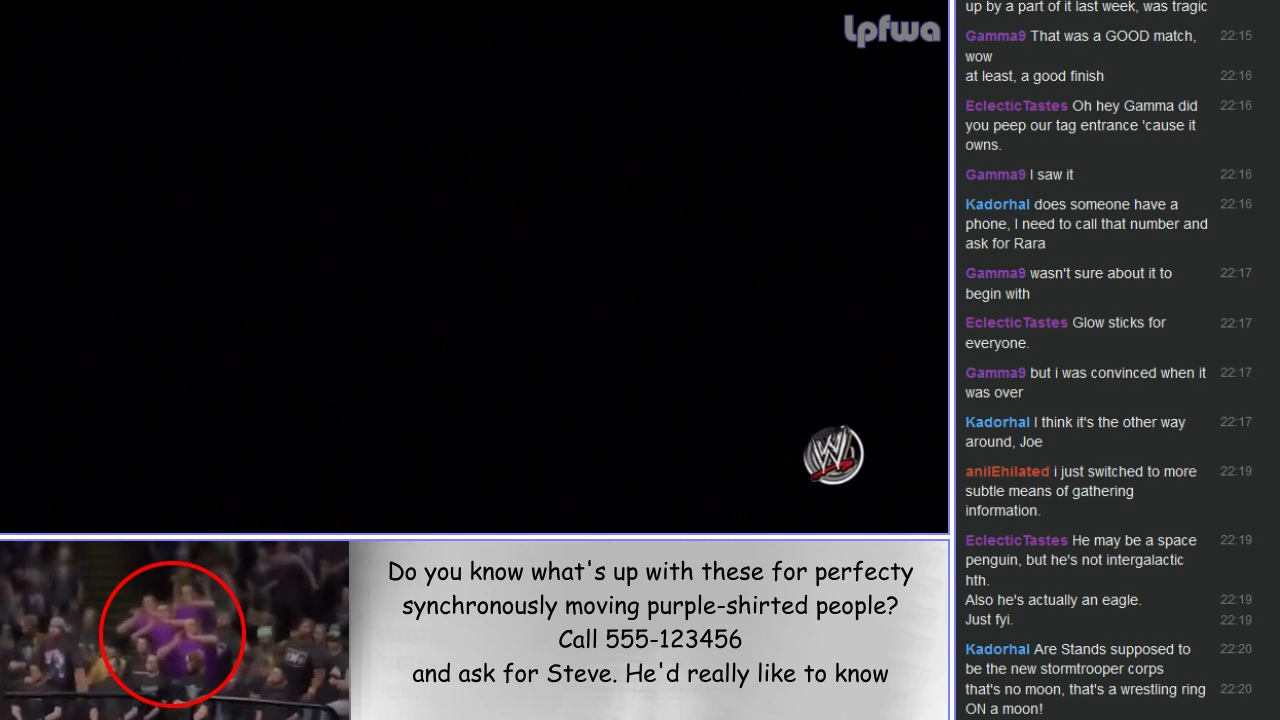 Lpfwa
W
Do you know what's up with these for perfecty
synchronously moving purple-shirted people?
Call 555-123456
and ask for Steve. He'd really like to know
up by a part of it last week, was tragic
Gamma9 That was a GOOD match, 22:15
wow
at least, a good finish 22:16
EclecticTastes Oh hey Gamma did 22:16
you peep our tag entrance 'cause it
owns.
Gamma9 I saw it 22:16
Kadorhal does someone have a 22:16
phone, I need to call that number and
ask for Rara
Gamma9 wasn't sure about it to 22:17
begin with
EclecticTastes Glow sticks for 22:17
everyone.
Gamma9 but i was convinced when it 22:17
was over
Kadorhal I think it's the other way 22:17
around, Joe
anilEhilated i just switched to more 22:19
subtle means of gathering
information.
EclecticTastes He may be a space 22:19
penguin, but he's not intergalactic
hth.
Also he's actually an eagle. 22:19
Just fyi. 22:19
Kadorhal Are Stands supposed to 22:20
be the new stormtrooper corps
that's no moon, that's a wrestling ring 22:20
ON a moon!